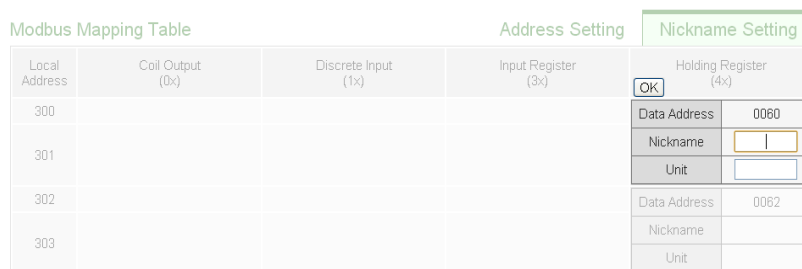 Modbus Mapping Table Address Setting Nickname Setting
Local Address Coil Output (0x) Discrete Input (1x) Input Register (3x) Holding Register (4x)
OK
300 Data Address 0060
301 Nickname
Unit
302 Data Address 0062
303 Nickname
Unit